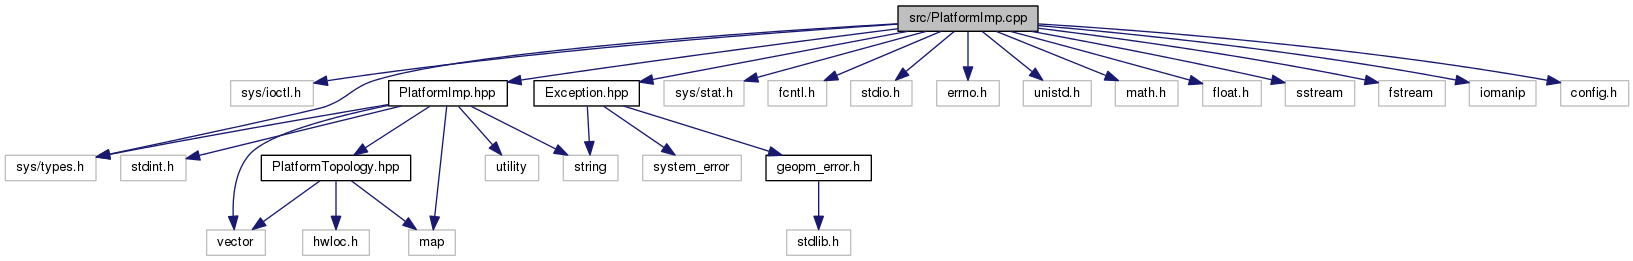 src/PlatformImp.cpp
sys/ioctl.h
PlatformImp.hpp
Exception.hpp
sys/stat.h
fcntl.h
stdio.h
errno.h
unistd.h
math.h
float.h
sstream
fstream
iomanip
config.h
sys/types.h
stdint.h
PlatformTopology.hpp
utility
string
system_error
geopm_error.h
vector
hwloc.h
map
stdlib.h